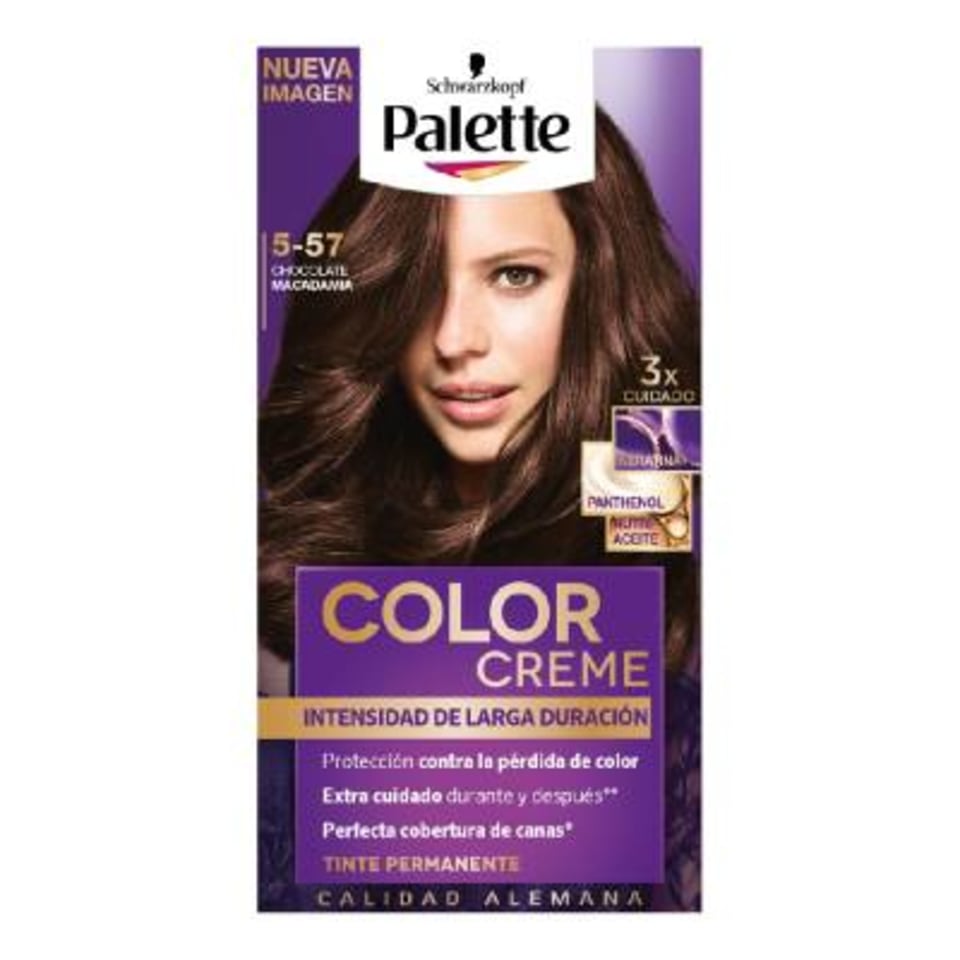 NUEVA
IMAGEN
Schwarzkopf
Palette
5-57
CHOCOLATE
MACADAMIA
3x
CUIDADO
PANTHENOL
NUTRI-
ACEITE
COLOR
CREME
INTENSIDAD DE LARGA DURACIÓN
Protección contra la pérdida de color
Extra cuidado durante y después**
Perfecta cobertura de canas*
TINTE PERMANENTE
CALIDAD ALEMANA